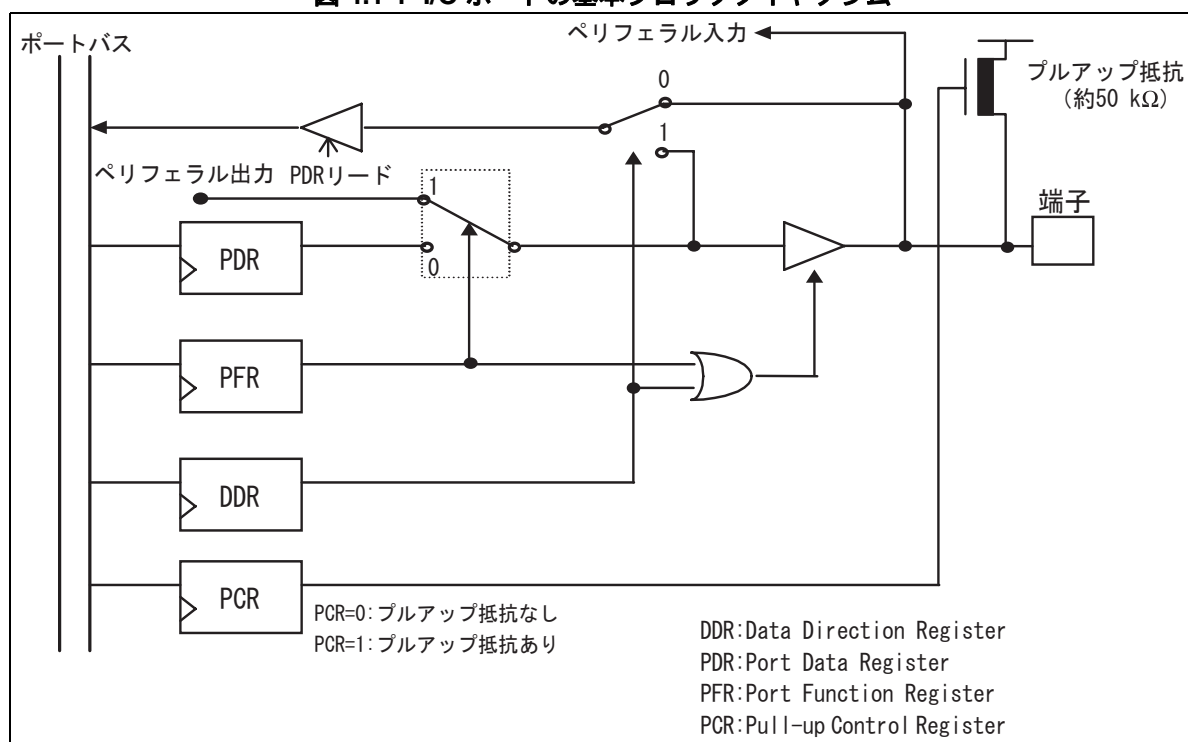 ポートバス
ペリフェラル入力
プルアップ抵抗
（約50 kΩ）
0
1
ペリフェラル出力 PDRリード
1
0
端子
PDR
PFR
DDR
PCR
PCR=0:プルアップ抵抗なし
PCR=1:プルアップ抵抗あり
DDR:Data Direction Register
PDR:Port Data Register
PFR:Port Function Register
PCR:Pull-up Control Register